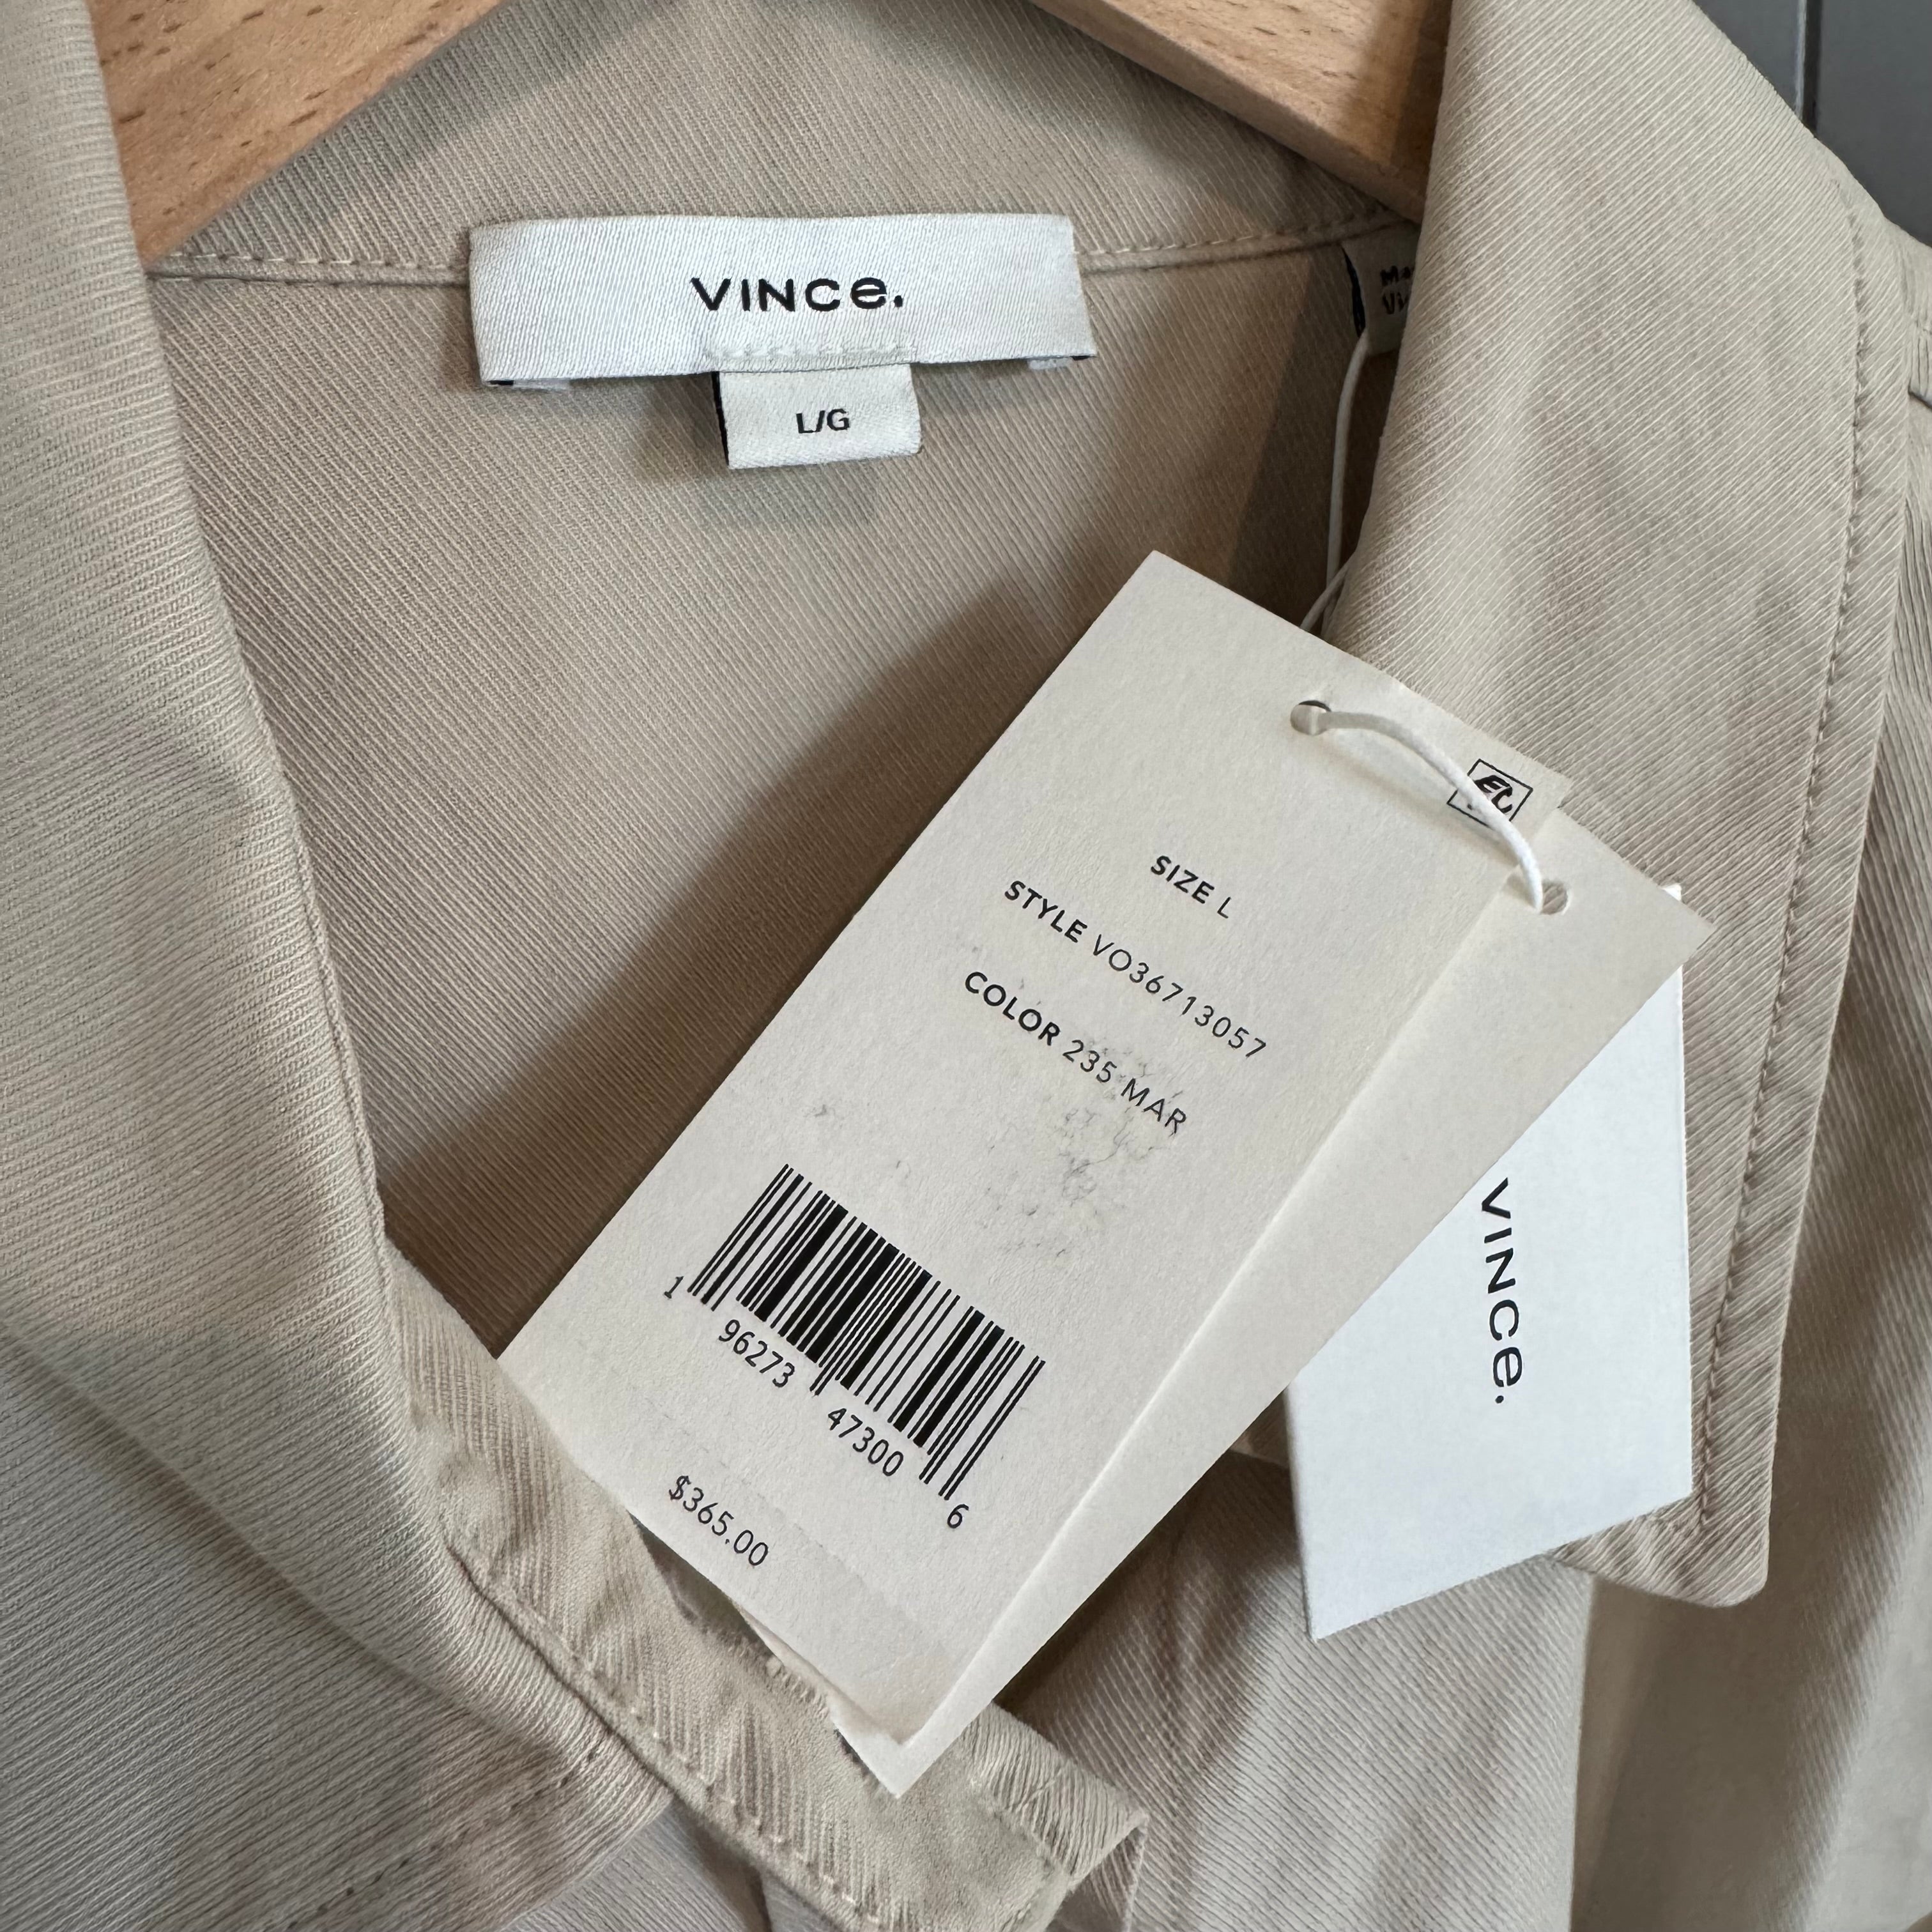 VINCe.
L/G
SIZE L
STYLE VO36713057
COLOR 235 MAR
1 96273 47300 6
$365.00
VINCe.